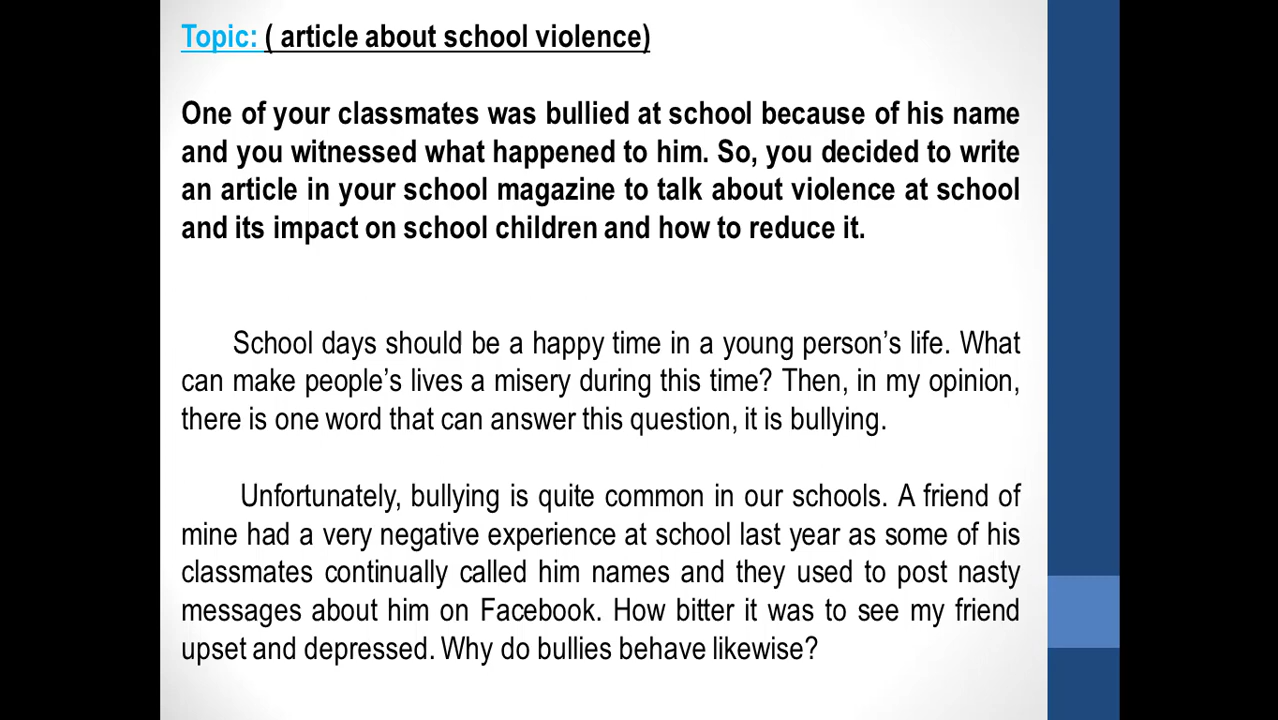 Topic: ( article about school violence)
One of your classmates was bullied at school because of his name
and you witnessed what happened to him. So, you decided to write
an article in your school magazine to talk about violence at school
and its impact on school children and how to reduce it.
School days should be a happy time in a young person’s life. What
can make people’s lives a misery during this time? Then, in my opinion,
there is one word that can answer this question, it is bullying.
Unfortunately, bullying is quite common in our schools. A friend of
mine had a very negative experience at school last year as some of his
classmates continually called him names and they used to post nasty
messages about him on Facebook. How bitter it was to see my friend
upset and depressed. Why do bullies behave likewise?